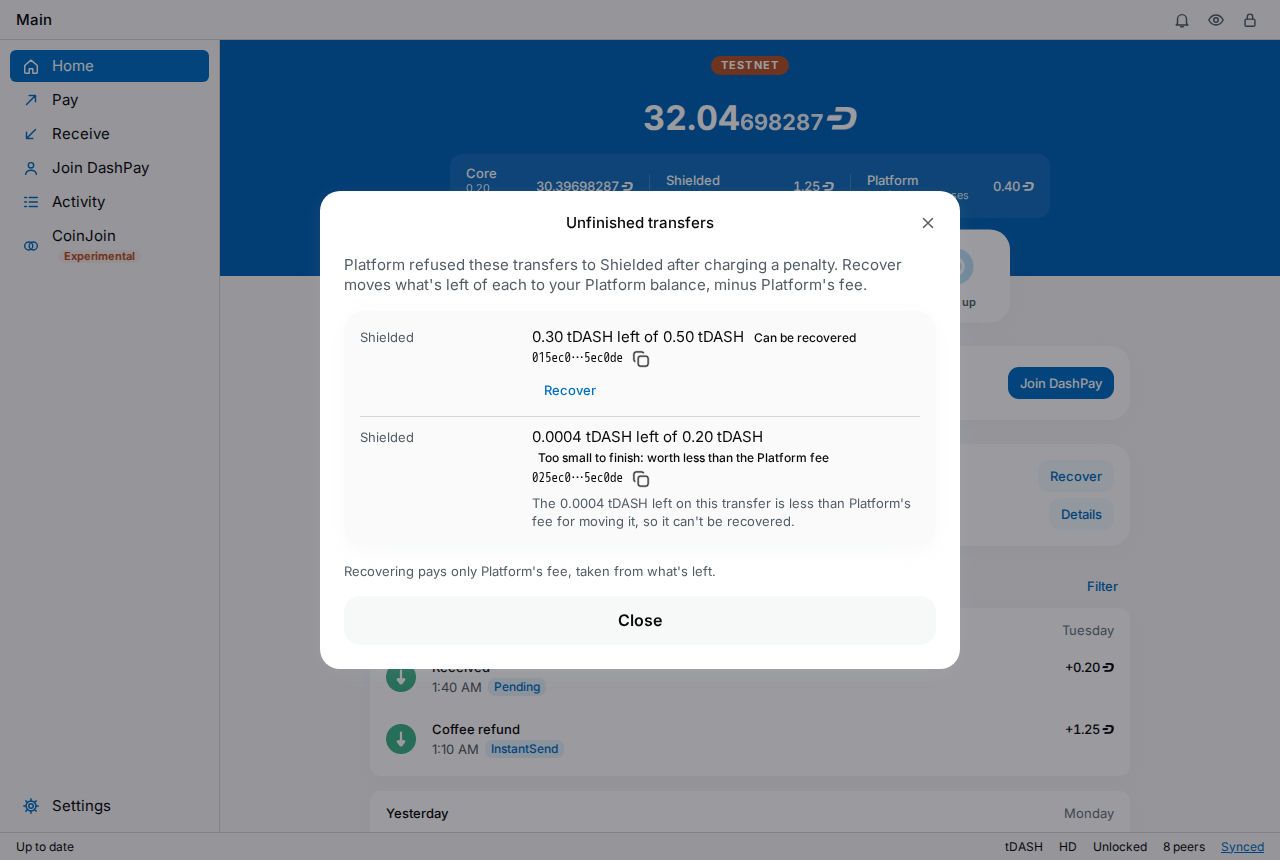 Main
Home
Pay
Receive
Join DashPay
Activity
CoinJoin
Experimental
Settings
TESTNET
32.04698287
Core
0.20
30.39698287
Shielded
1.25
Platform
0.40
Unfinished transfers
Platform refused these transfers to Shielded after charging a penalty. Recover
moves what's left of each to your Platform balance, minus Platform's fee.
Shielded
0.30 tDASH left of 0.50 tDASH Can be recovered
015ec0···5ec0de
Recover
Shielded
0.0004 tDASH left of 0.20 tDASH
Too small to finish: worth less than the Platform fee
025ec0···5ec0de
The 0.0004 tDASH left on this transfer is less than Platform's
fee for moving it, so it can't be recovered.
Recovering pays only Platform's fee, taken from what's left.
Close
up
Join DashPay
Recover
Details
Filter
Tuesday
Received
+0.20
1:40 AM Pending
Coffee refund
+1.25
1:10 AM InstantSend
Yesterday
Monday
Up to date
tDASH HD Unlocked 8 peers Synced